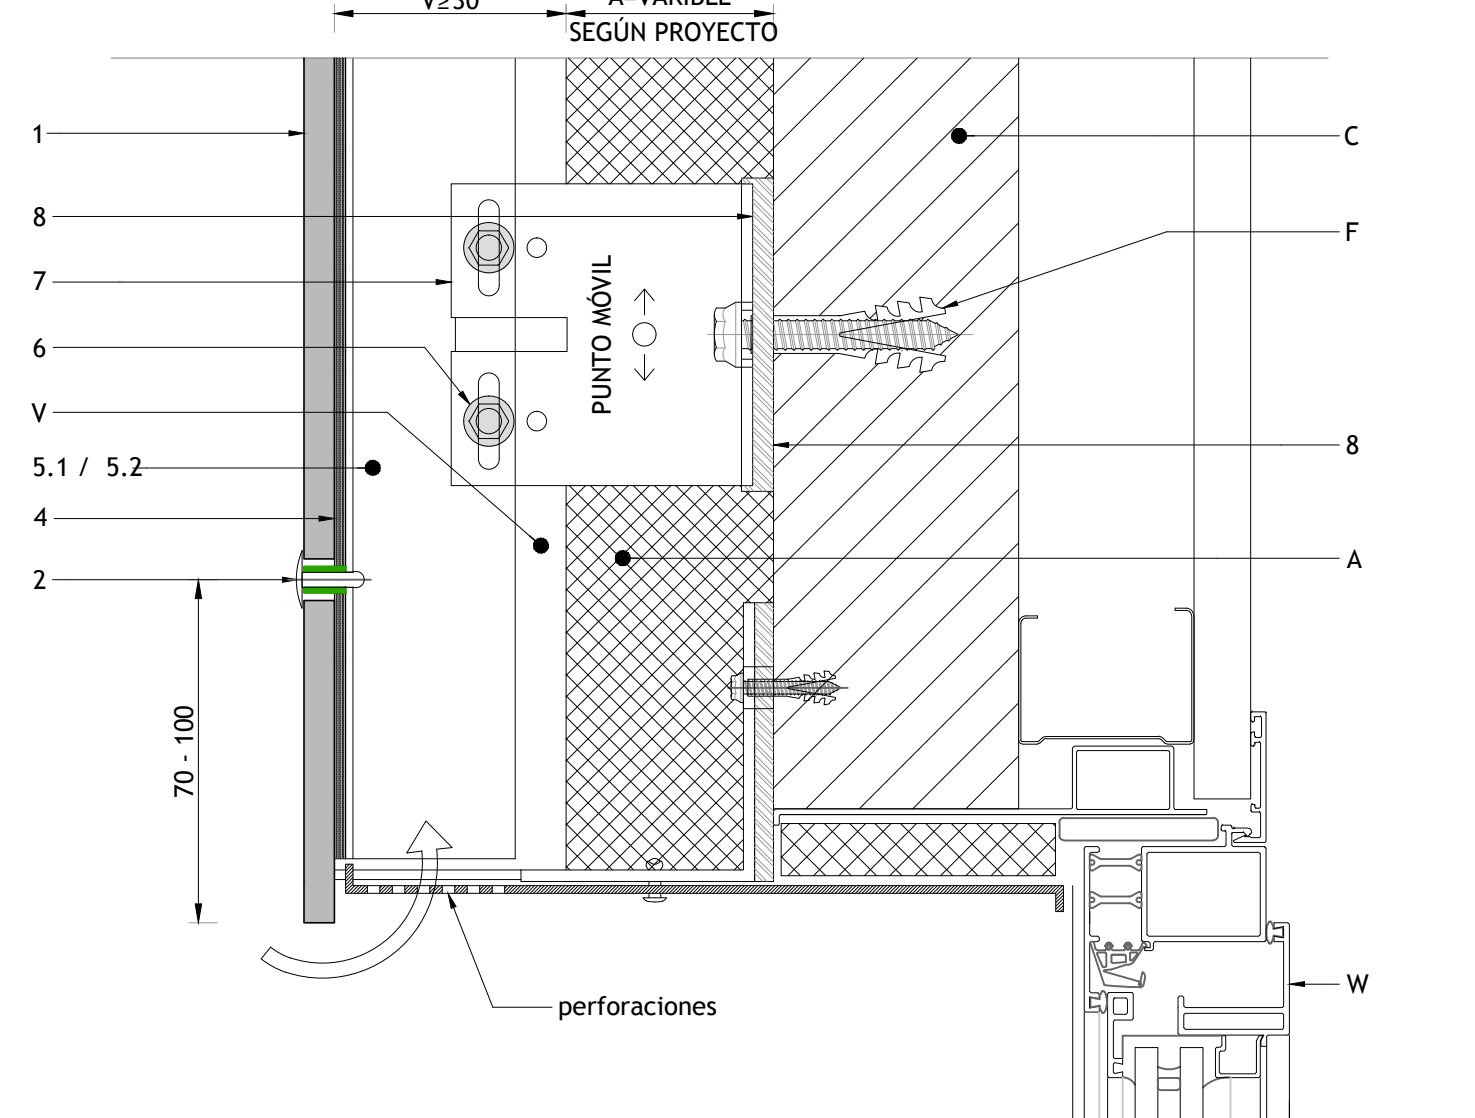 V≥30
A=VARIBLE
SEGÚN PROYECTO
1
C
8
F
7
PUNTO MÓVIL
6
V
8
5.1 / 5.2
4
A
2
70 - 100
W
perforaciones